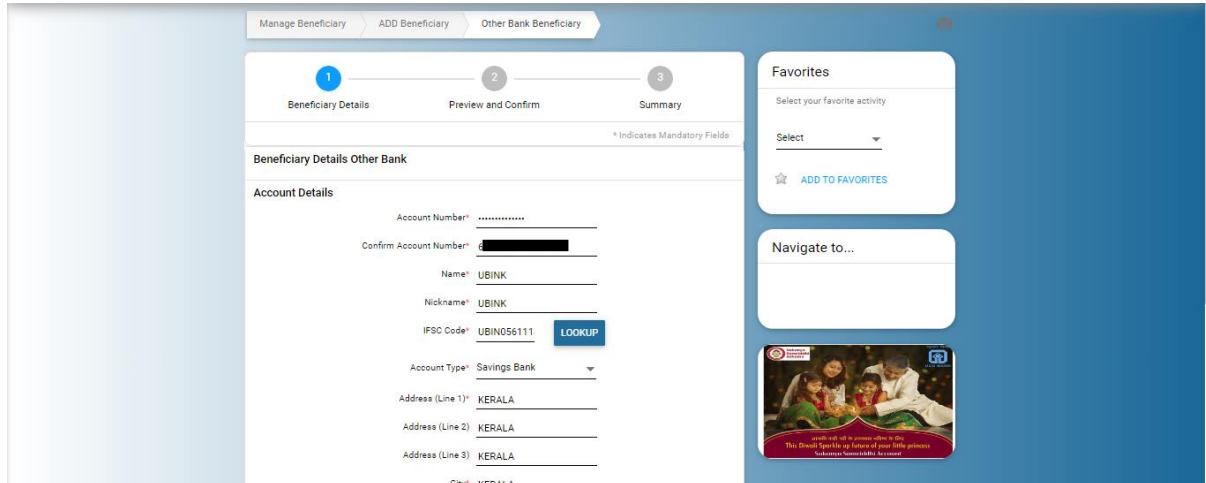 Manage Beneficiary ADD Beneficiary Other Bank Beneficiary
1 2 3
Beneficiary Details Preview and Confirm Summary
* Indicates Mandatory Fields
Beneficiary Details Other Bank
Account Details
Account Number* ••••••••••••••
Confirm Account Number* 6
Name* UBINK
Nickname* UBINK
IFSC Code* UBIN056111 LOOKUP
Account Type* Savings Bank
Address (Line 1)* KERALA
Address (Line 2) KERALA
Address (Line 3) KERALA
City* KERALA
Favorites
Select your favorite activity
Select
ADD TO FAVORITES
Navigate to...
This Diwali Sparkle up future of your little princess
Sukanya Samriddhi Account